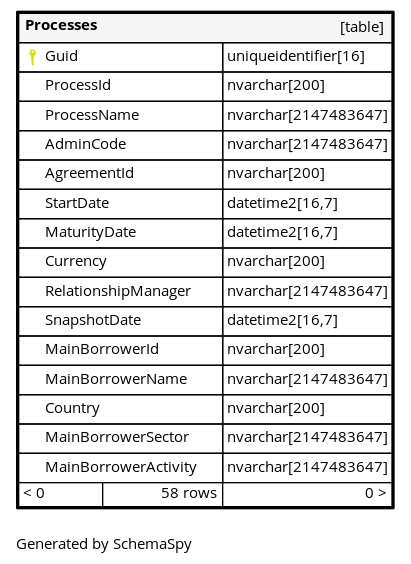 Processes [table]
Guid uniqueidentifier[16]
ProcessId nvarchar[200]
ProcessName nvarchar[2147483647]
AdminCode nvarchar[2147483647]
AgreementId nvarchar[200]
StartDate datetime2[16,7]
MaturityDate datetime2[16,7]
Currency nvarchar[200]
RelationshipManager nvarchar[2147483647]
SnapshotDate datetime2[16,7]
MainBorrowerId nvarchar[200]
MainBorrowerName nvarchar[2147483647]
Country nvarchar[200]
MainBorrowerSector nvarchar[2147483647]
MainBorrowerActivity nvarchar[2147483647]
< 0 58 rows 0 >
Generated by SchemaSpy